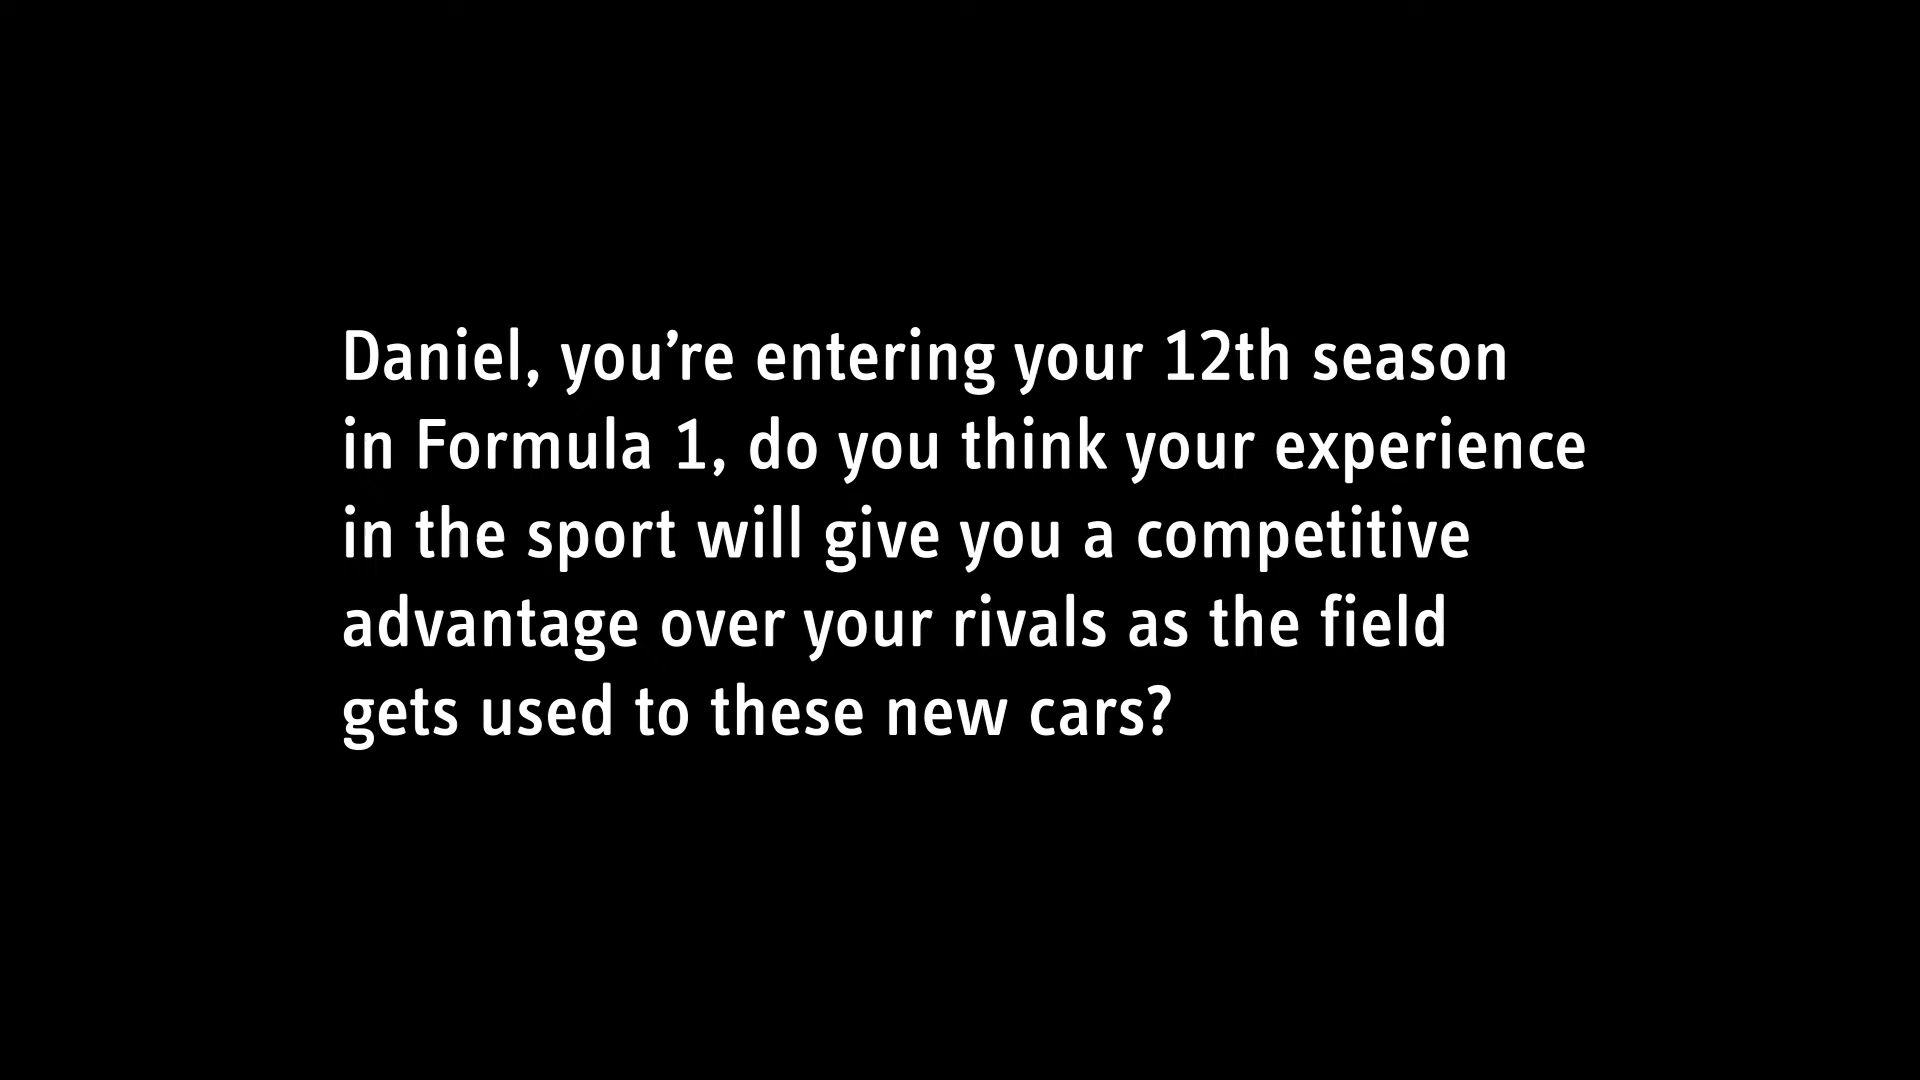 Daniel, you’re entering your 12th season
in Formula 1, do you think your experience
in the sport will give you a competitive
advantage over your rivals as the field
gets used to these new cars?